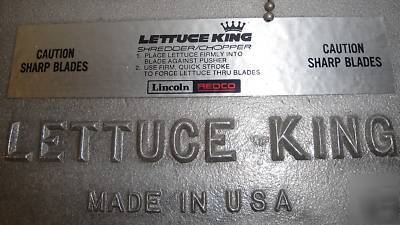 LETTUCE KING
SHREDDER/CHOPPER
CAUTION
SHARP BLADES
1. PLACE LETTUCE FIRMLY INTO
BLADE AGAINST PUSHER
2. USE FIRM, QUICK STROKE
TO FORCE LETTUCE THRU BLADES
CAUTION
SHARP BLADES
Lincoln REDCO
LETTUCE KING
MADE IN USA